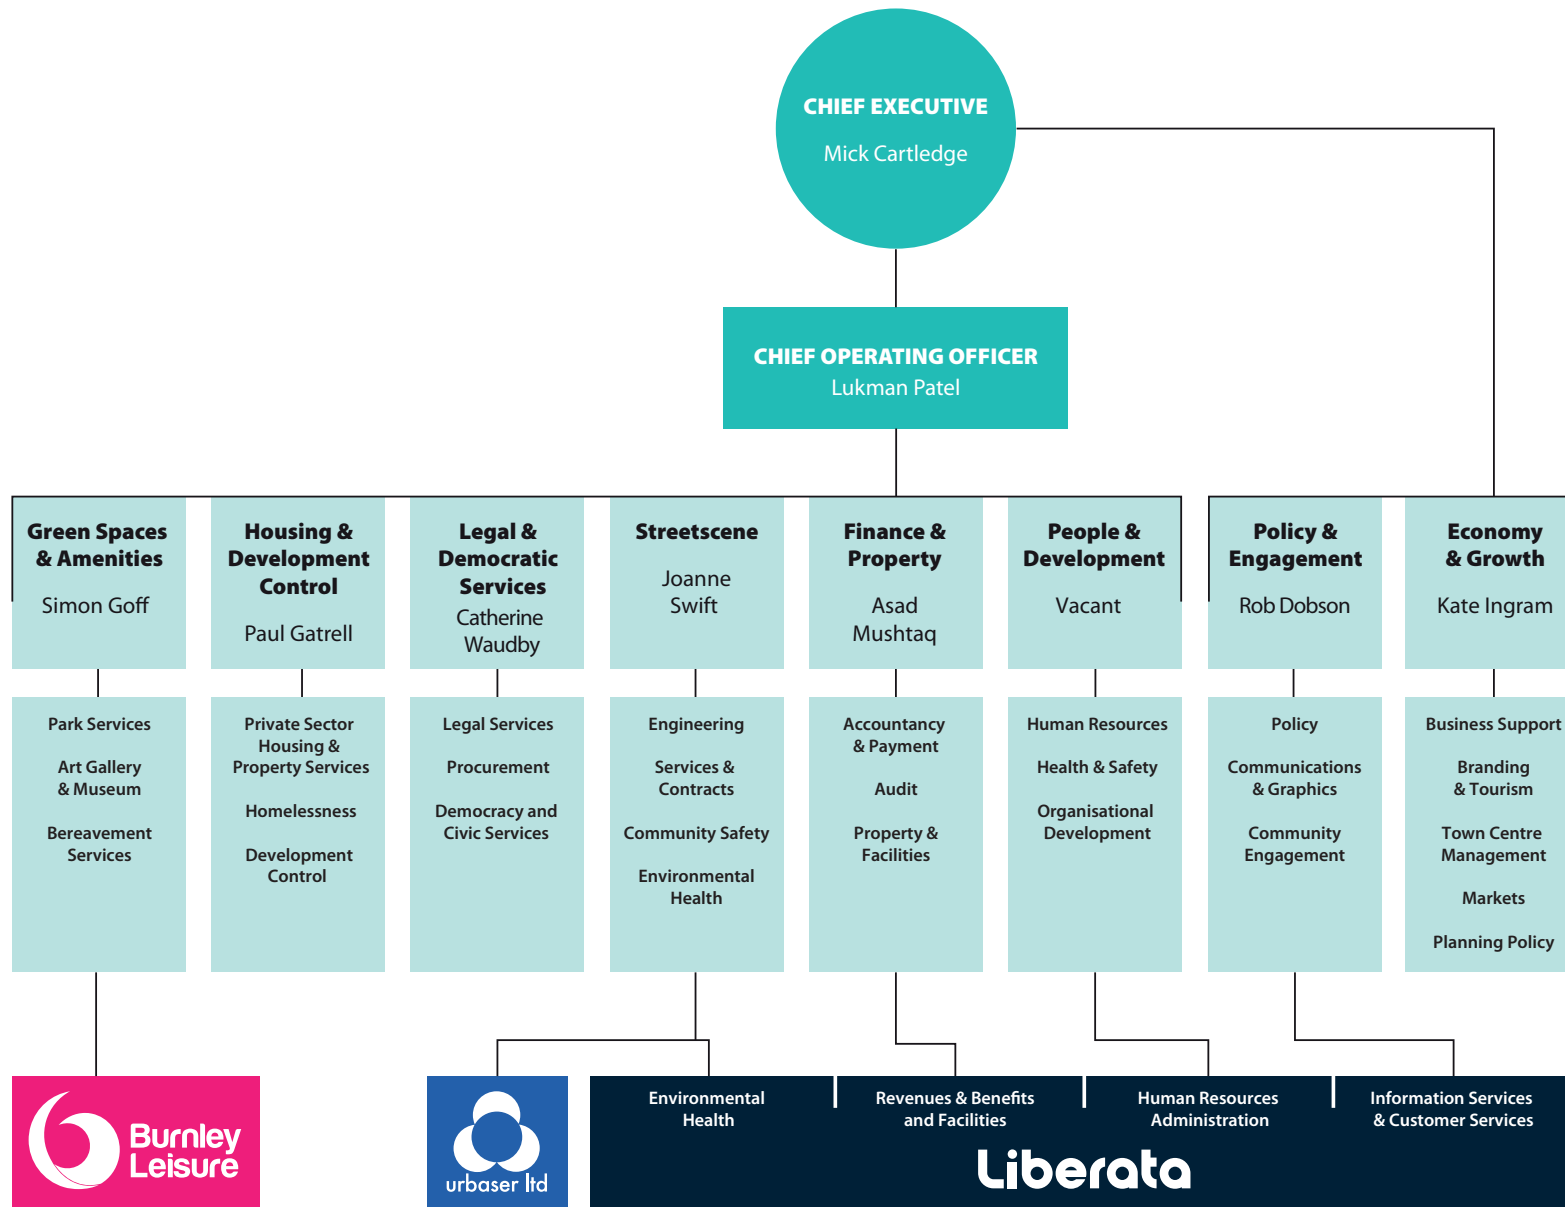 CHIEF EXECUTIVE
Mick Cartledge
CHIEF OPERATING OFFICER
Lukman Patel
Green Spaces
& Amenities
Simon Goff
Housing &
Development
Control
Paul Gatrell
Legal &
Democratic
Services
Catherine
Waudby
Streetscene
Joanne
Swift
Finance &
Property
Asad
Mushtaq
People &
Development
Vacant
Policy &
Engagement
Rob Dobson
Economy
& Growth
Kate Ingram
Park Services
Art Gallery
& Museum
Bereavement
Services
Private Sector
Housing &
Property Services
Homelessness
Development
Control
Legal Services
Procurement
Democracy and
Civic Services
Engineering
Services &
Contracts
Community Safety
Environmental
Health
Accountancy
& Payment
Audit
Property &
Facilities
Human Resources
Health & Safety
Organisational
Development
Policy
Communications
& Graphics
Community
Engagement
Business Support
Branding
& Tourism
Town Centre
Management
Markets
Planning Policy
Burnley
Leisure
urbaser ltd
Environmental
Health
Revenues & Benefits
and Facilities
Human Resources
Administration
Information Services
& Customer Services
Liberata